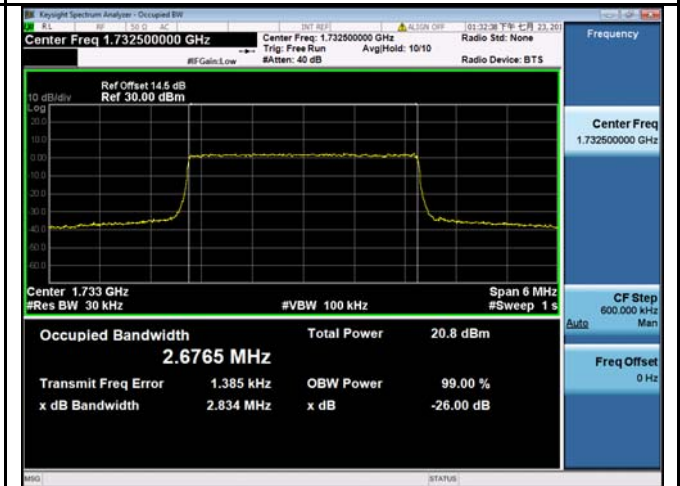 Keysight Spectrum Analyzer - Occupied BW
RL RF 50 Ω AC INT REF ALIGN OFF 01:32:38 下午 七月 23, 201
Center Freq 1.732500000 GHz
Center Freq: 1.732500000 GHz
Radio Std: None
Trig: Free Run Avg|Hold: 10/10
#IFGain:Low #Atten: 40 dB Radio Device: BTS
Frequency
Ref Offset 14.5 dB
10 dB/div Ref 30.00 dBm
Log
20.0
10.0
0.00
-10.0
-20.0
-30.0
-40.0
-50.0
-60.0
Center 1.733 GHz Span 6 MHz
#Res BW 30 kHz #VBW 100 kHz #Sweep 1 s
Occupied Bandwidth Total Power 20.8 dBm
2.6765 MHz
Transmit Freq Error 1.385 kHz OBW Power 99.00 %
x dB Bandwidth 2.834 MHz x dB -26.00 dB
Center Freq
1.732500000 GHz
CF Step
600.000 kHz
Auto Man
Freq Offset
0 Hz
MSG STATUS